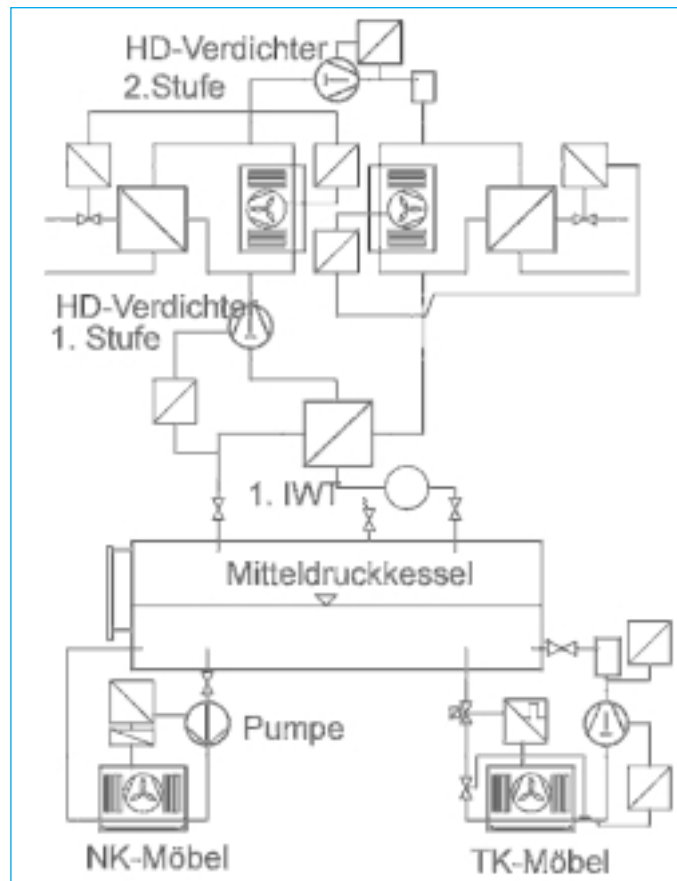 HD-Verdichter
2.Stufe
HD-Verdichter
1. Stufe
1. IWT
Mitteldruckkessel
Pumpe
NK-Möbel
TK-Möbel